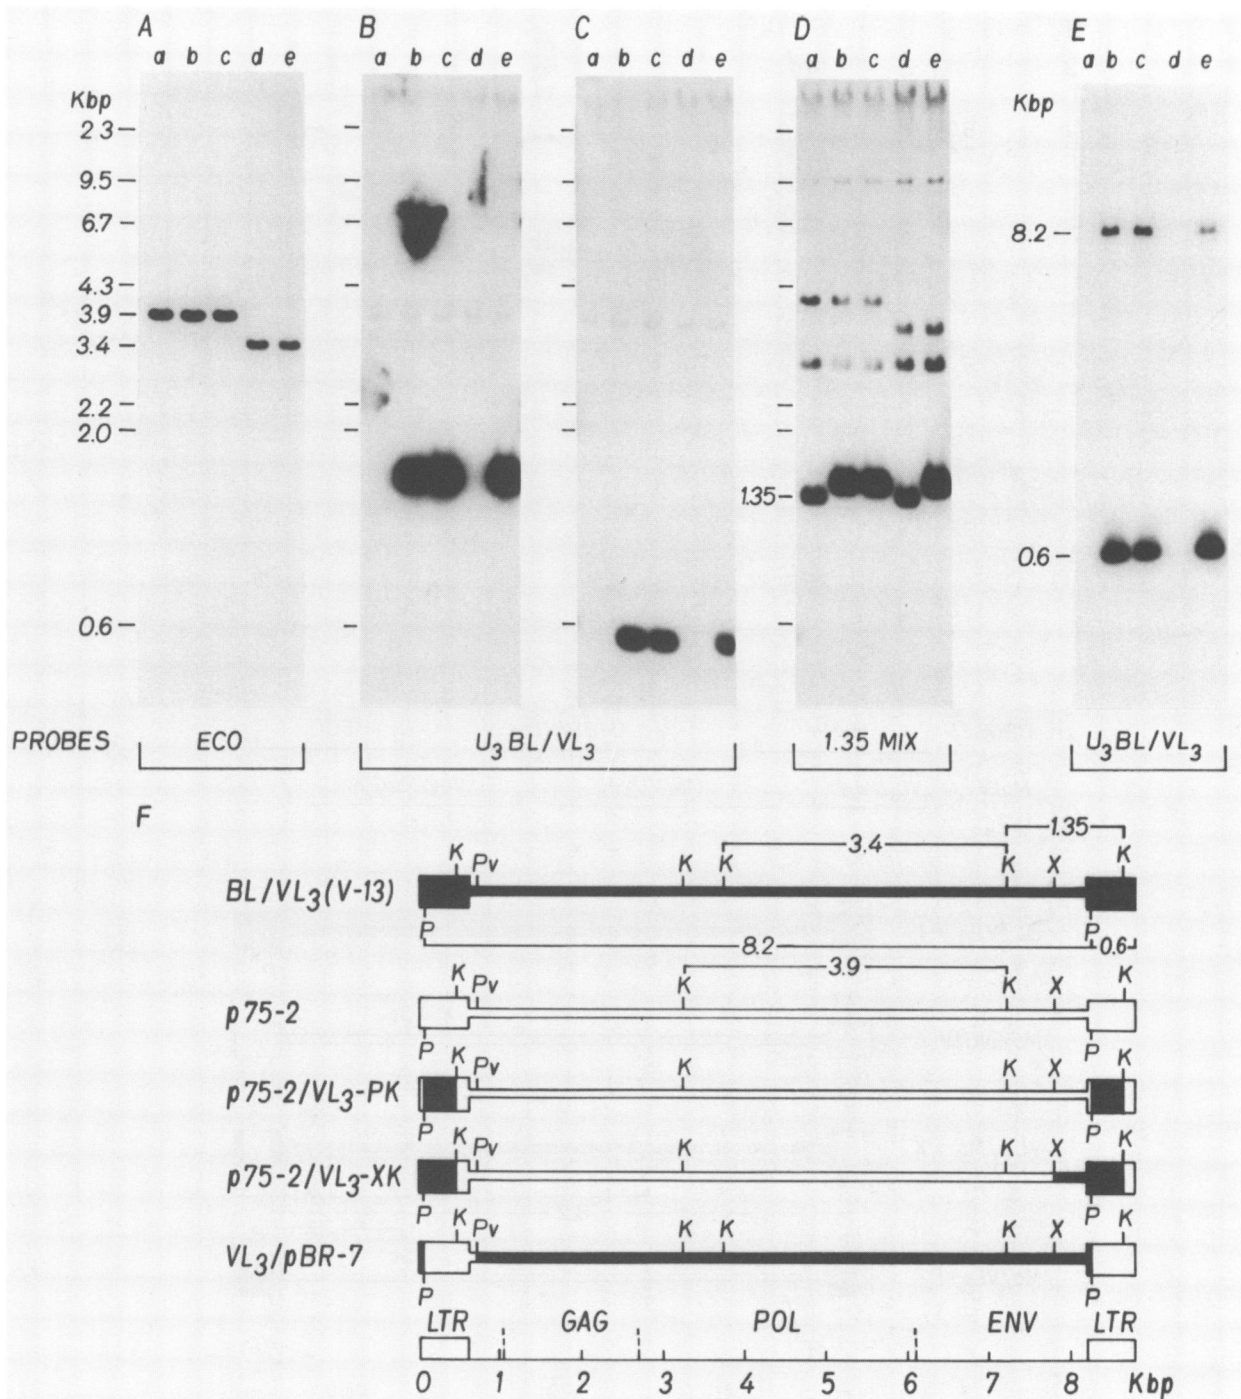 A B C D E
a b c d e a b c d e a b c d e a b c d e a b c d e
Kbp
23
9.5
6.7
4.3
3.9
3.4
2.2
2.0
0.6
1.35
Kbp
8.2
0.6
PROBES ECO U3 BL/VL3 1.35 MIX U3 BL/VL3
F
1.35
3.4
K Pv K K K X K
BL/VL3(V-13)
P P
8.2 0.6
3.9
K Pv K K X K
p75-2
P P
K Pv K K X K
p75-2/VL3-PK
P P
K Pv K K X K
p75-2/VL3-XK
P P
K Pv K K K X K
VL3/pBR-7
P P
LTR GAG POL ENV LTR
0 1 2 3 4 5 6 7 8 Kbp